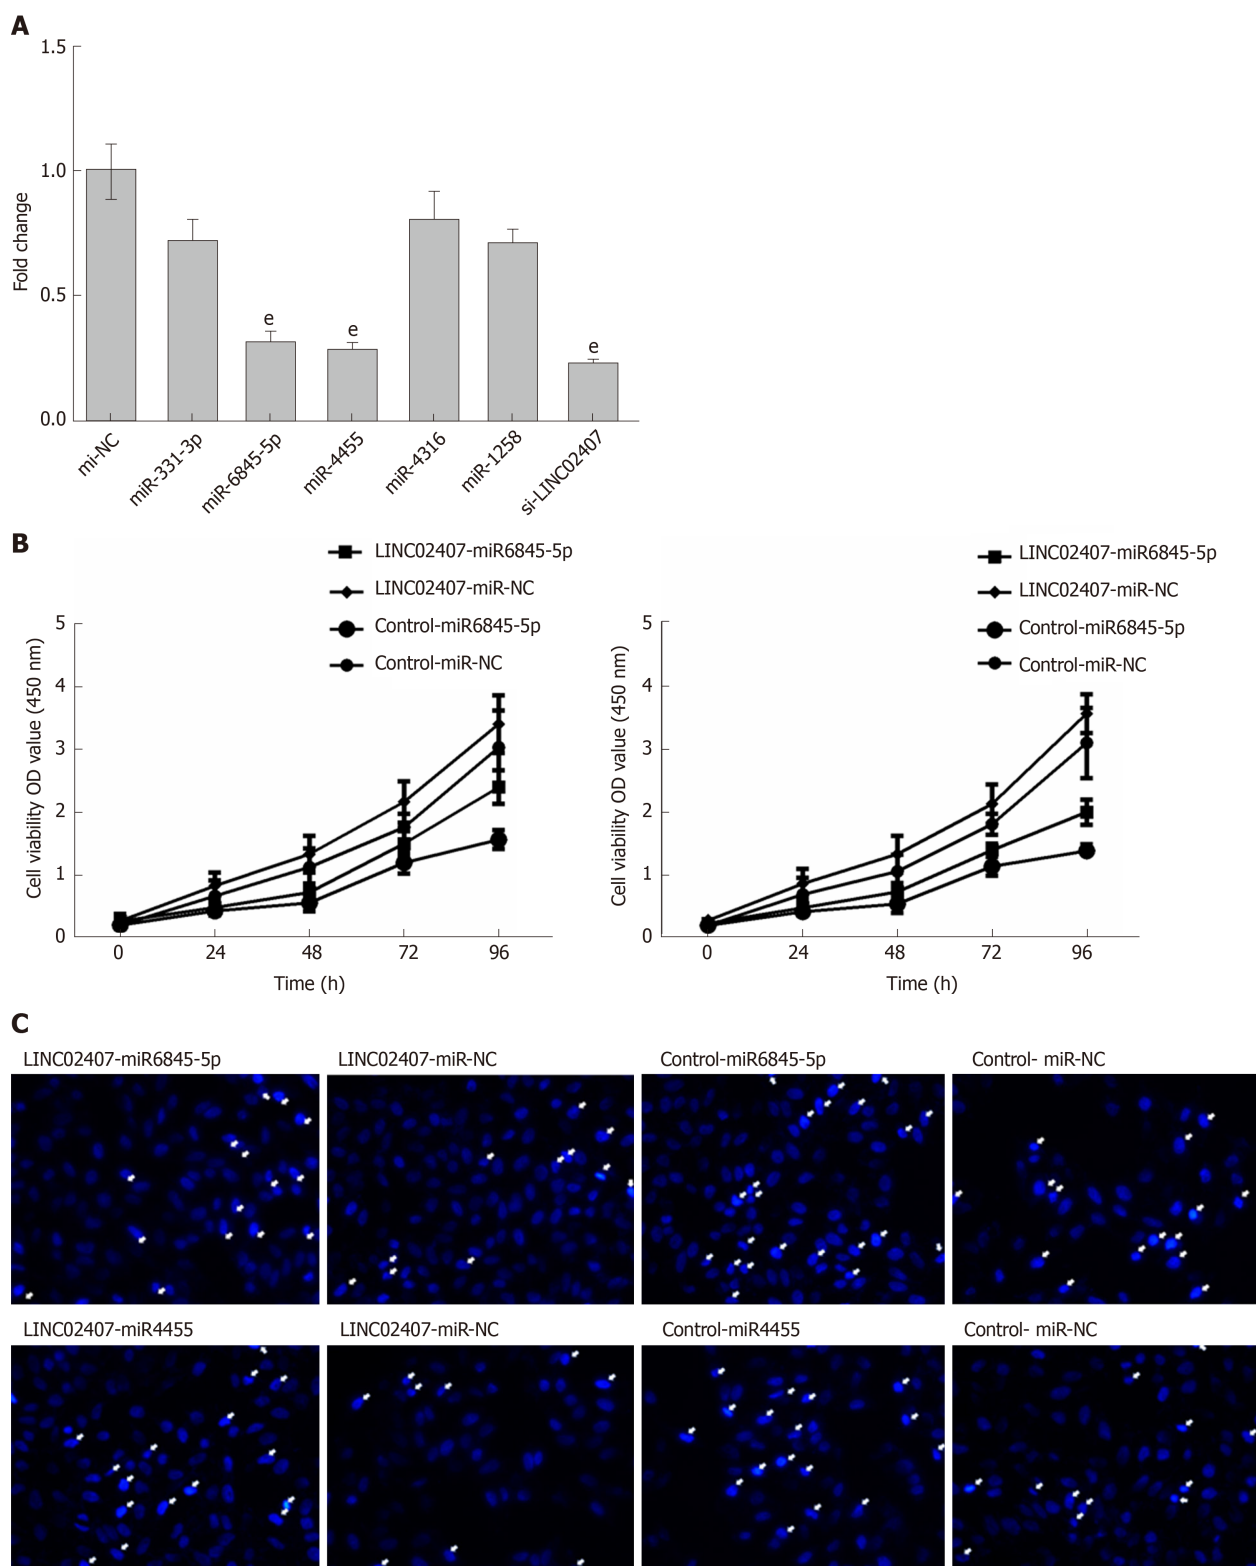 A
1.5
1.0
0.5
0.0
Fold change
e
e
e
mi-NC
miR-331-3p
miR-6845-5p
miR-4455
miR-4316
miR-1258
si-LINC02407
B
LINC02407-miR6845-5p
LINC02407-miR-NC
Control-miR6845-5p
Control-miR-NC
5
4
3
2
1
0
Cell viability OD value (450 nm)
0 24 48 72 96
Time (h)
LINC02407-miR6845-5p
LINC02407-miR-NC
Control-miR6845-5p
Control-miR-NC
5
4
3
2
1
0
Cell viability OD value (450 nm)
0 24 48 72 96
Time (h)
C
LINC02407-miR6845-5p
LINC02407-miR-NC
Control-miR6845-5p
Control- miR-NC
LINC02407-miR4455
LINC02407-miR-NC
Control-miR4455
Control- miR-NC